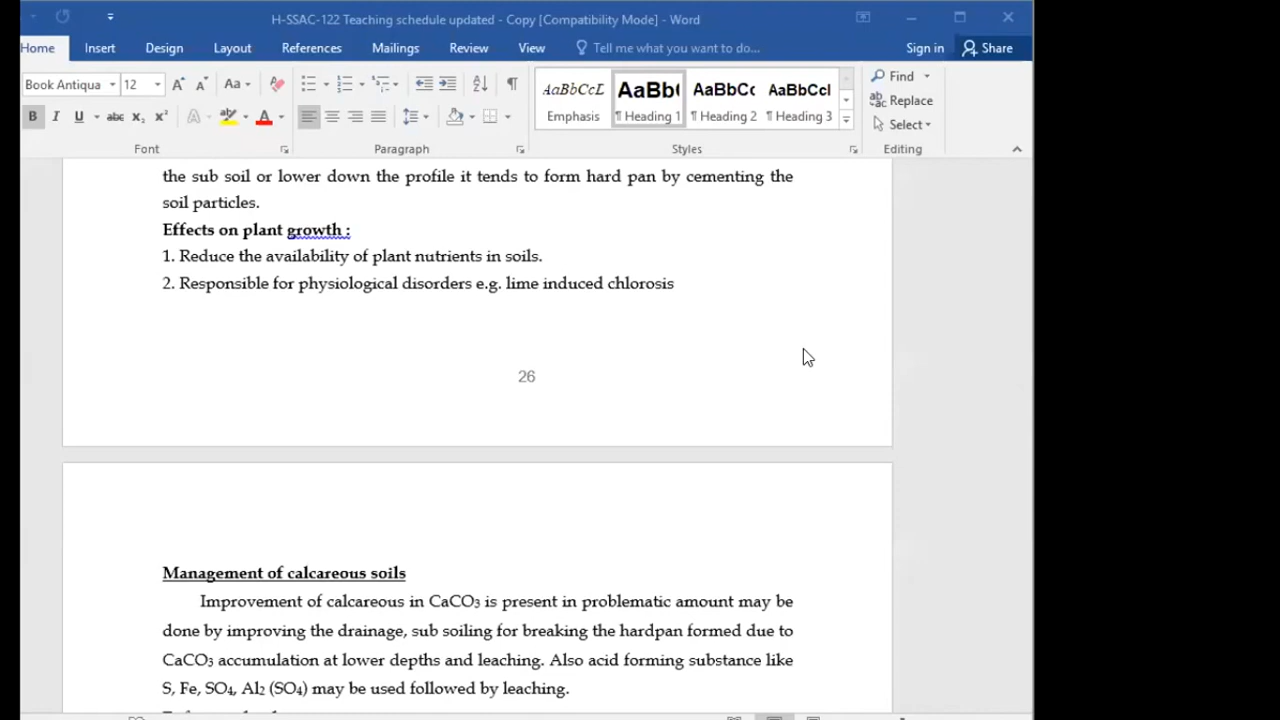 H-SSAC-122 Teaching schedule updated - Copy [Compatibility Mode] - Word
Home Insert Design Layout References Mailings Review View Tell me what you want to do... Sign in Share
Book Antiqua 12 Aa AaBbCcL AaBb( AaBbCc AaBbCcl Find
Replace
B I U abc x₂ x² A A Emphasis ¶ Heading 1 ¶ Heading 2 ¶ Heading 3 Select
Font Paragraph Styles Editing
the sub soil or lower down the profile it tends to form hard pan by cementing the
soil particles.
Effects on plant growth :
1. Reduce the availability of plant nutrients in soils.
2. Responsible for physiological disorders e.g. lime induced chlorosis
26
Management of calcareous soils
Improvement of calcareous in CaCO₃ is present in problematic amount may be
done by improving the drainage, sub soiling for breaking the hardpan formed due to
CaCO₃ accumulation at lower depths and leaching. Also acid forming substance like
S, Fe, SO₄, Al₂ (SO₄) may be used followed by leaching.